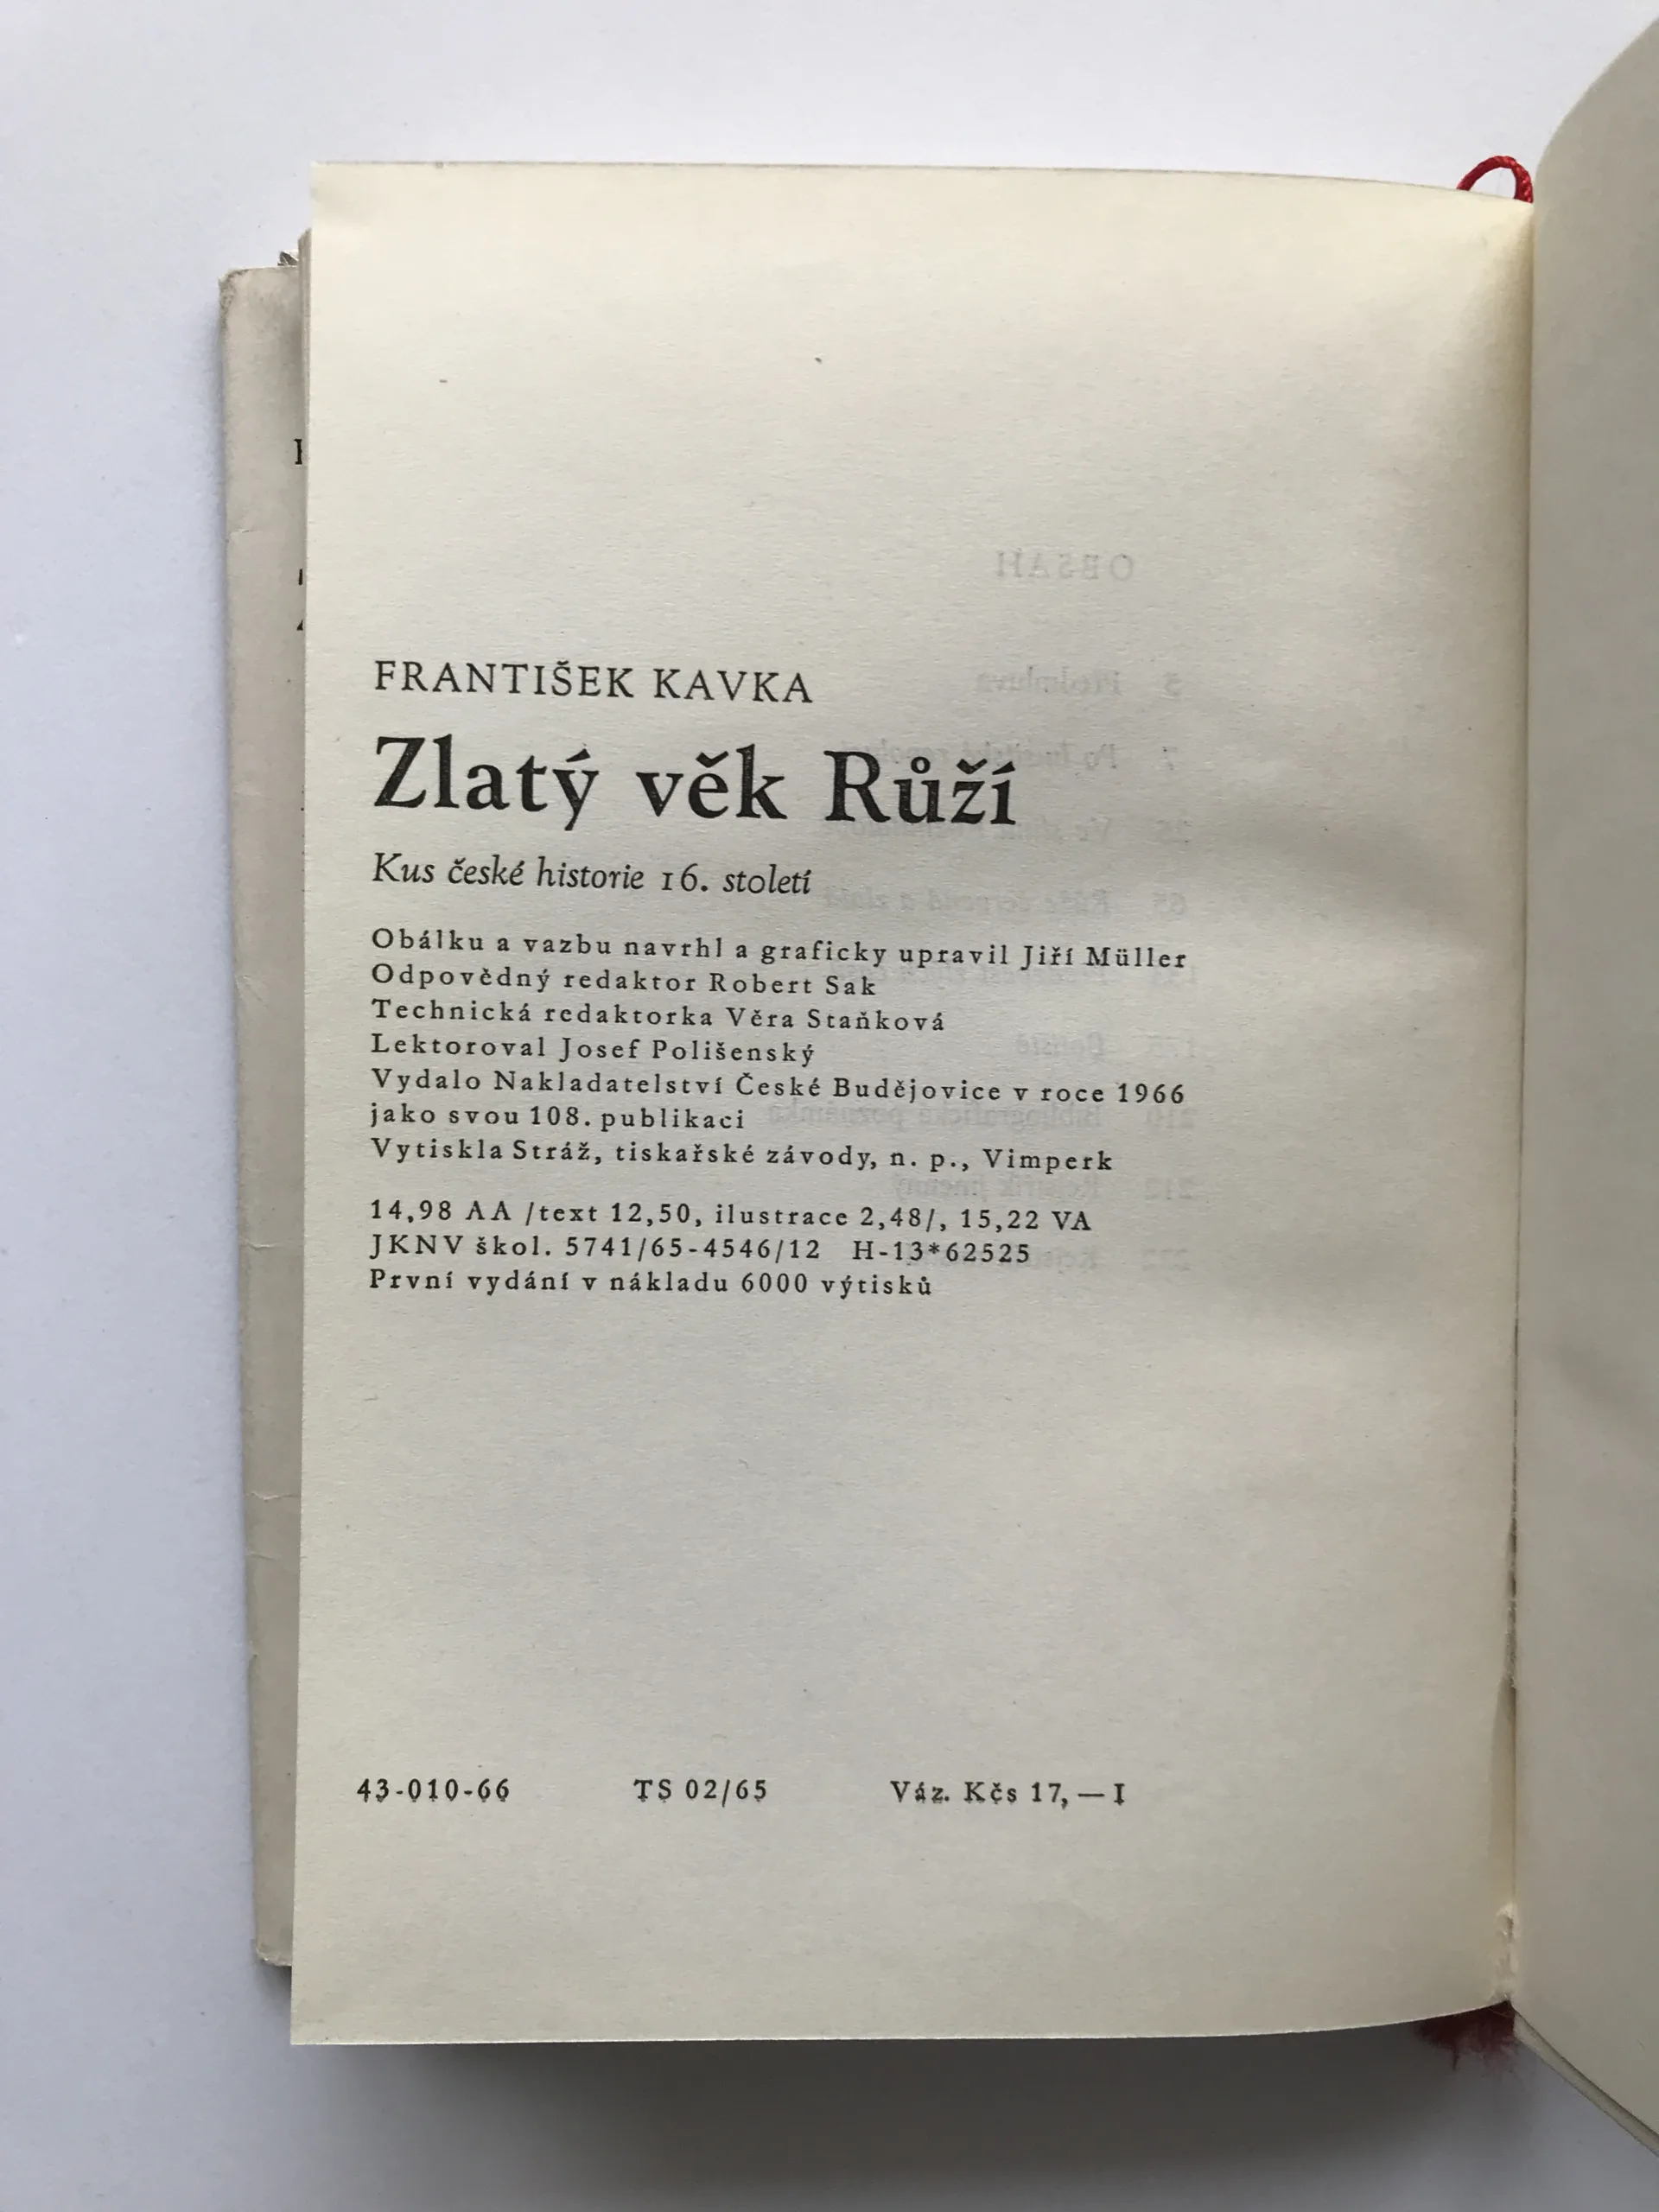 FRANTIŠEK KAVKA
Zlatý věk Růží
Kus české historie 16. století
Obálku a vazbu navrhl a graficky upravil Jiří Müller
Odpovědný redaktor Robert Sak
Technická redaktorka Věra Staňková
Lektoroval Josef Polišenský
Vydalo Nakladatelství České Budějovice v roce 1966
jako svou 108. publikaci
Vytiskla Stráž, tiskařské závody, n. p., Vimperk
14,98 AA /text 12,50, ilustrace 2,48/, 15,22 VA
JKNV škol. 5741/65-4546/12 H-13*62525
První vydání v nákladu 6000 výtisků
43-010-66 TS 02/65 Váz. Kčs 17,—I